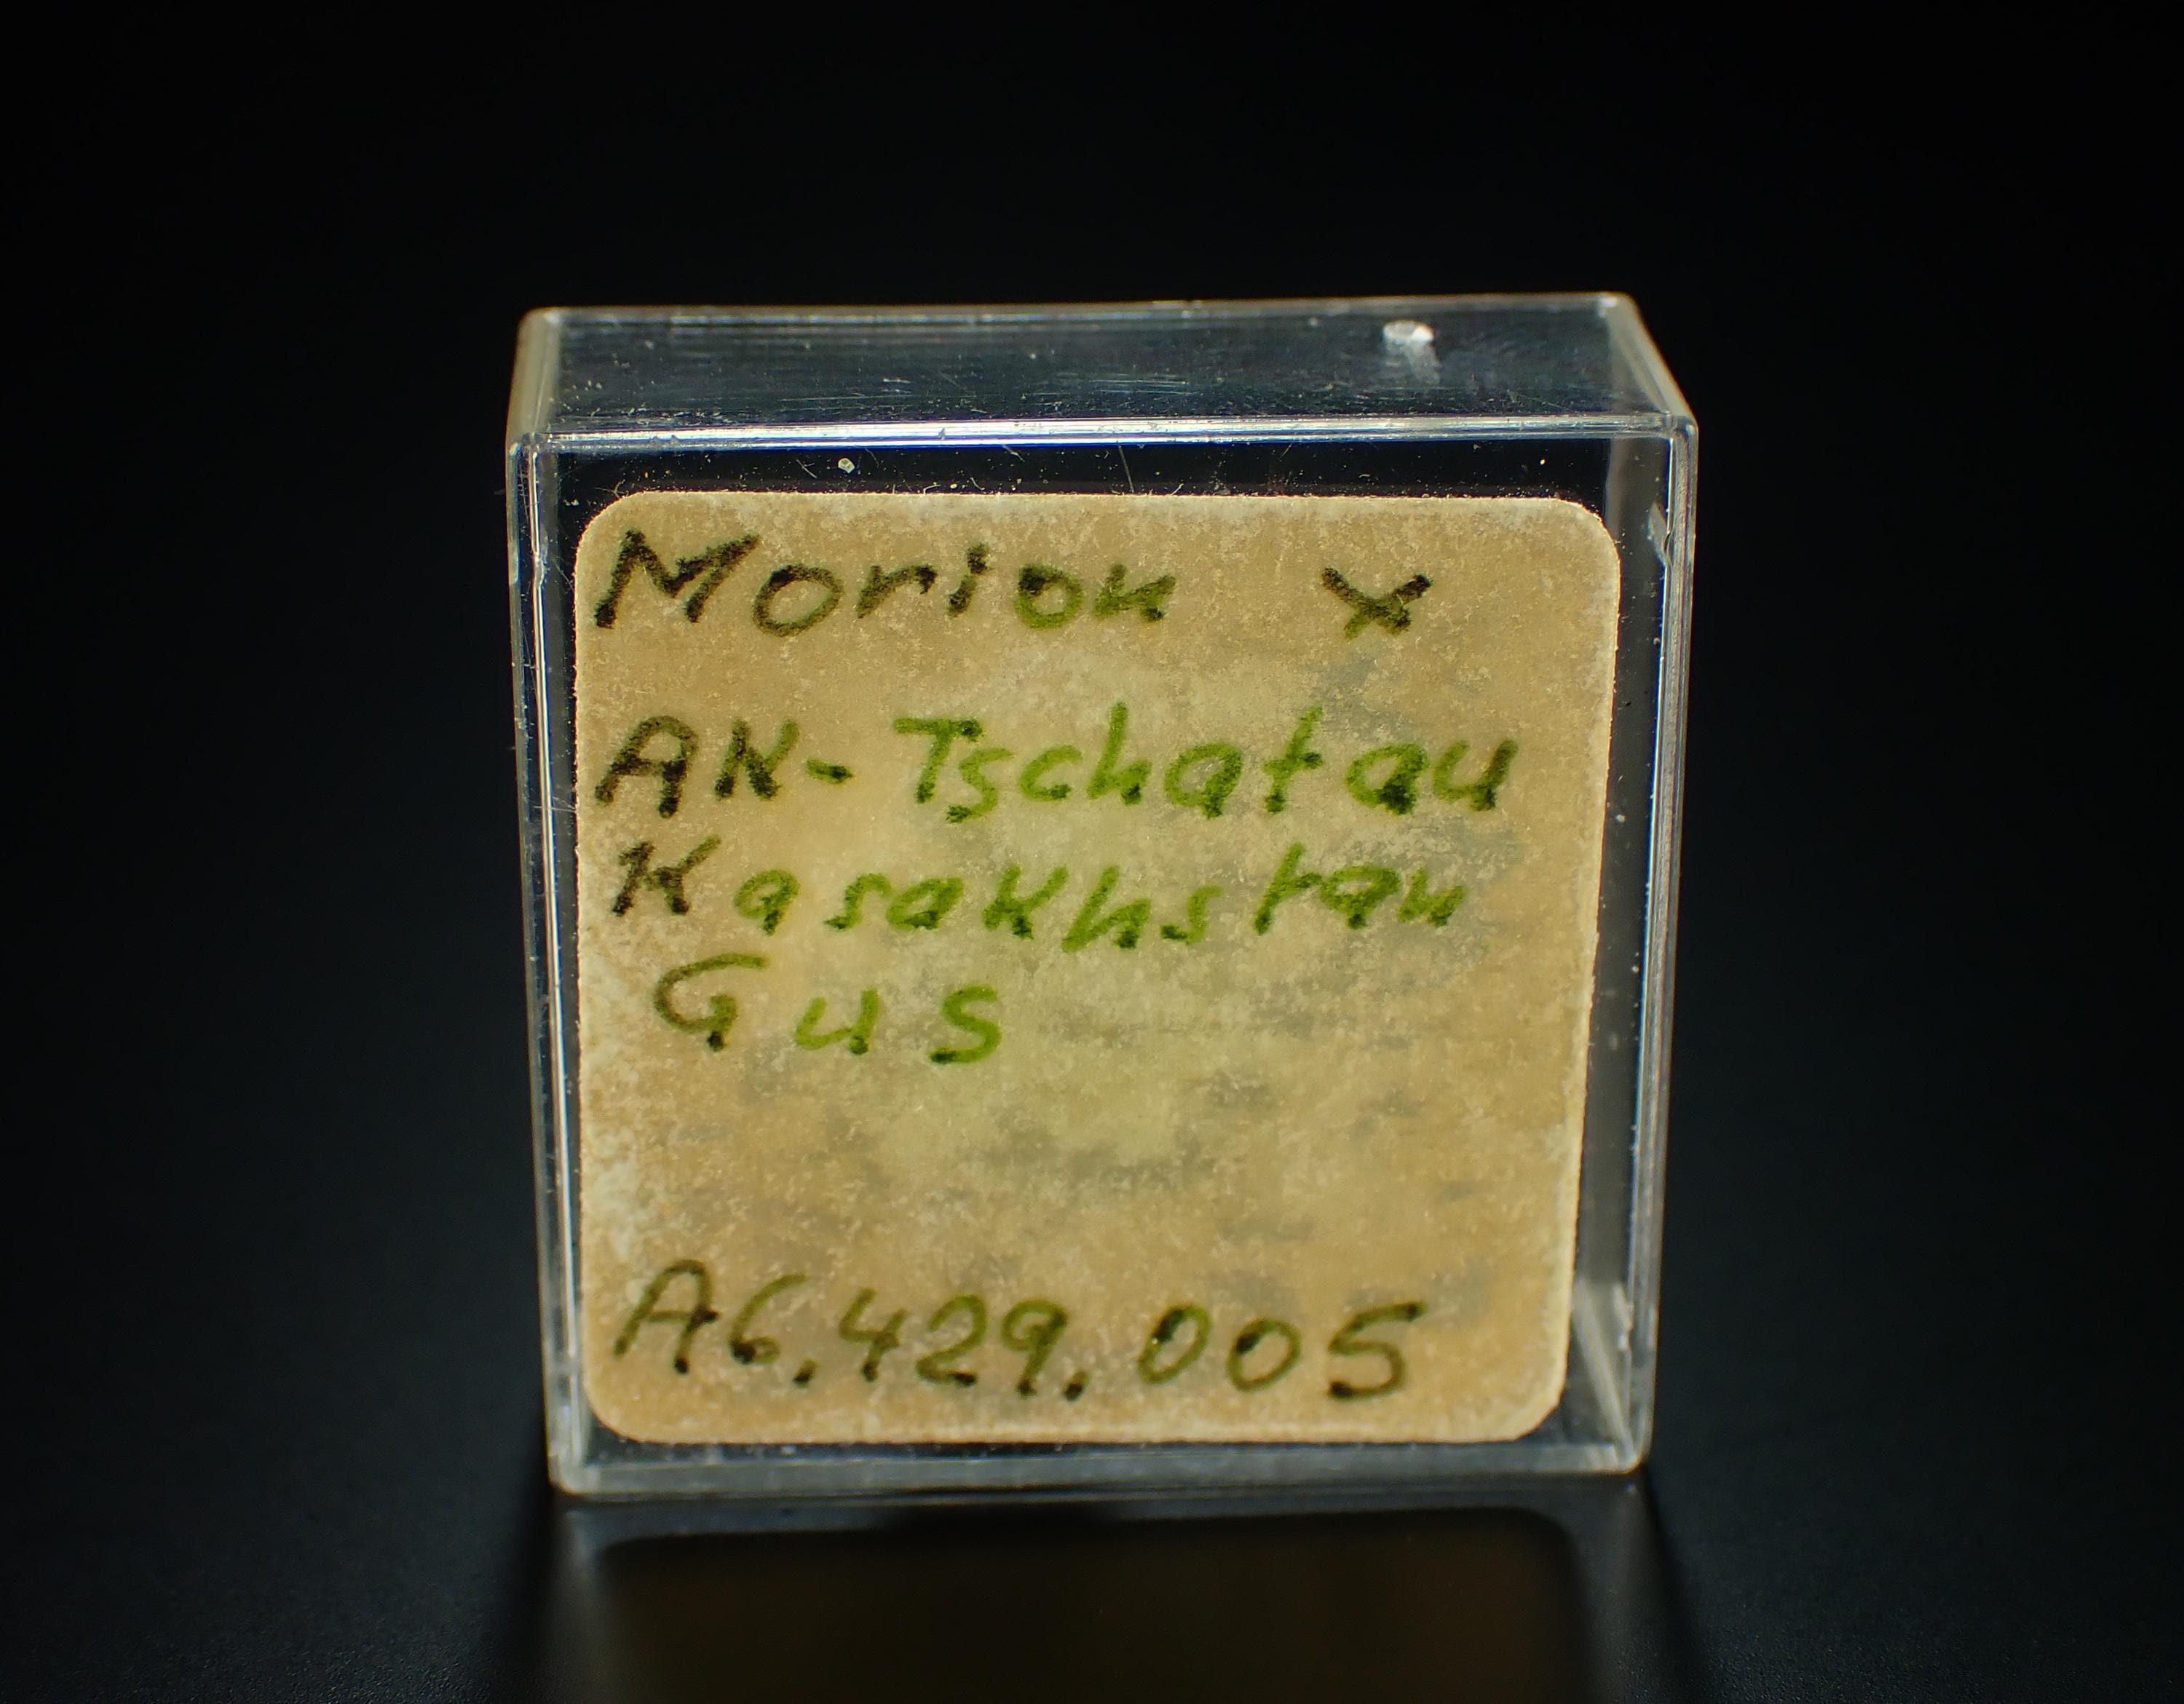 Morion x
AN-Tschatau
Kasakhstan
Gus
A6.429.005